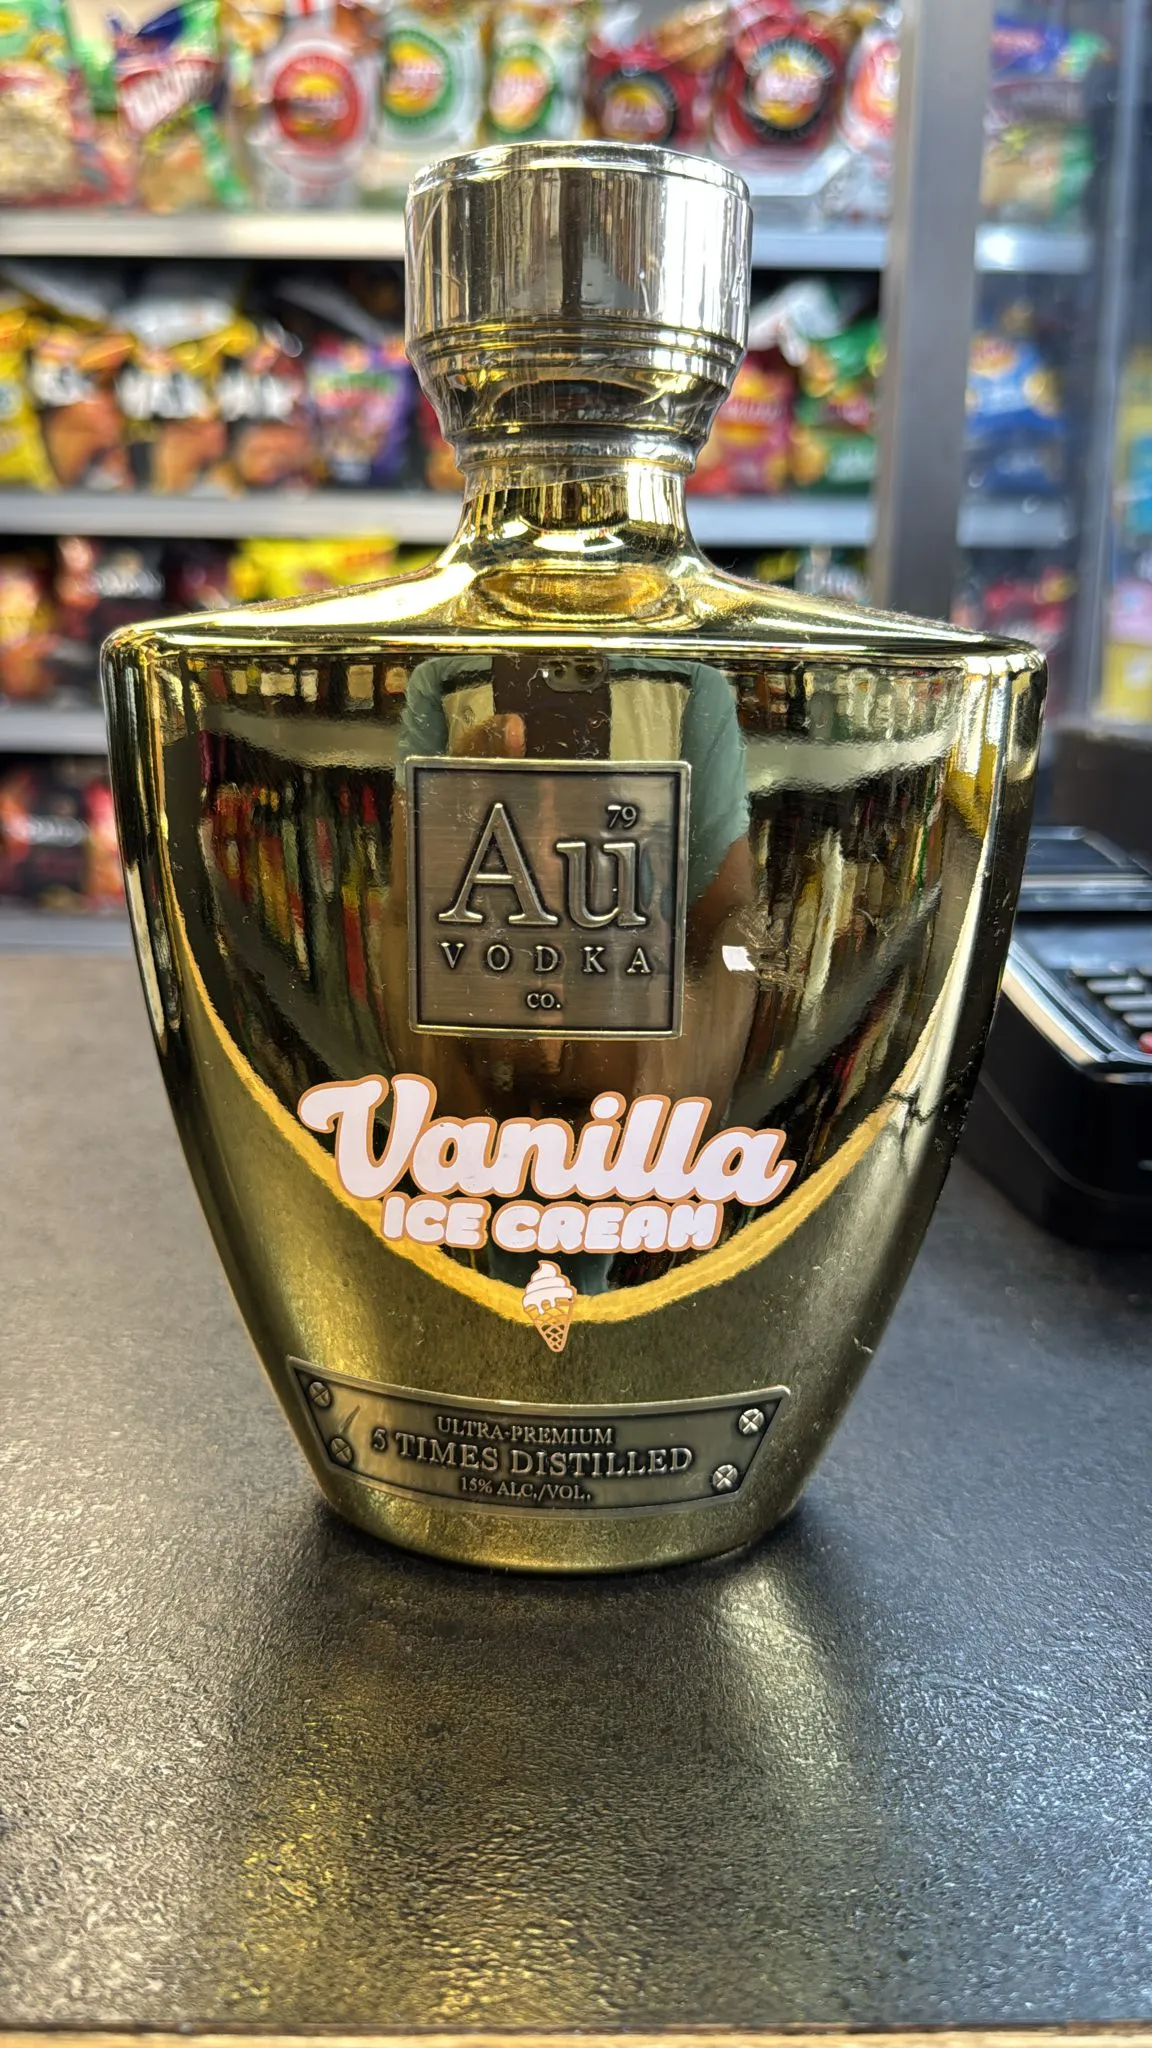 79
Au
VODKA
CO.
Vanilla
ICE CREAM
ULTRA-PREMIUM
5 TIMES DISTILLED
15% ALC./VOL.